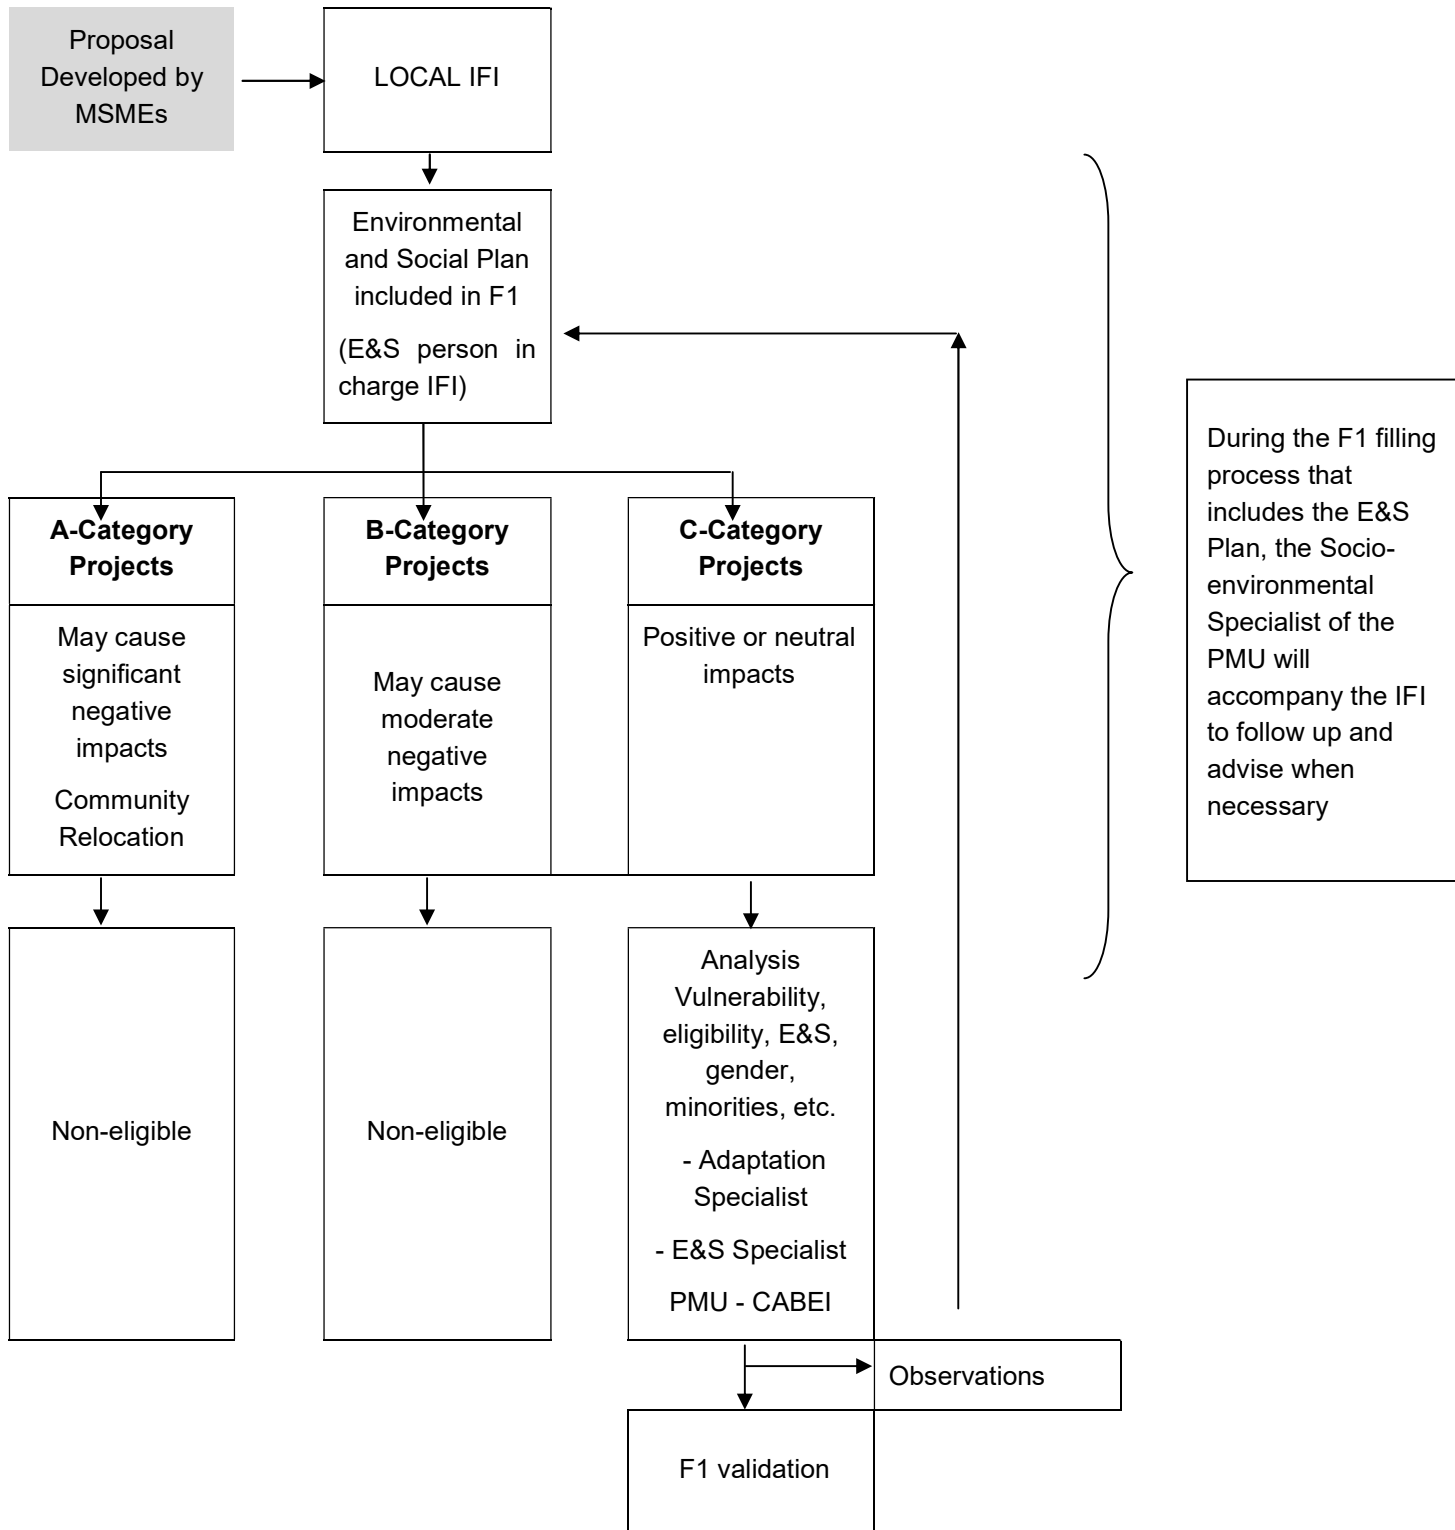 Proposal
Developed by
MSMEs
LOCAL IFI
Environmental
and Social Plan
included in F1
(E&S person in
charge IFI)
A-Category
Projects
May cause
significant
negative
impacts
Community
Relocation
B-Category
Projects
May cause
moderate
negative
impacts
C-Category
Projects
Positive or neutral
impacts
Non-eligible
Non-eligible
Analysis
Vulnerability,
eligibility, E&S,
gender,
minorities, etc.
- Adaptation
Specialist
- E&S Specialist
PMU - CABEI
Observations
F1 validation
During the F1 filling
process that
includes the E&S
Plan, the Socio-
environmental
Specialist of the
PMU will
accompany the IFI
to follow up and
advise when
necessary